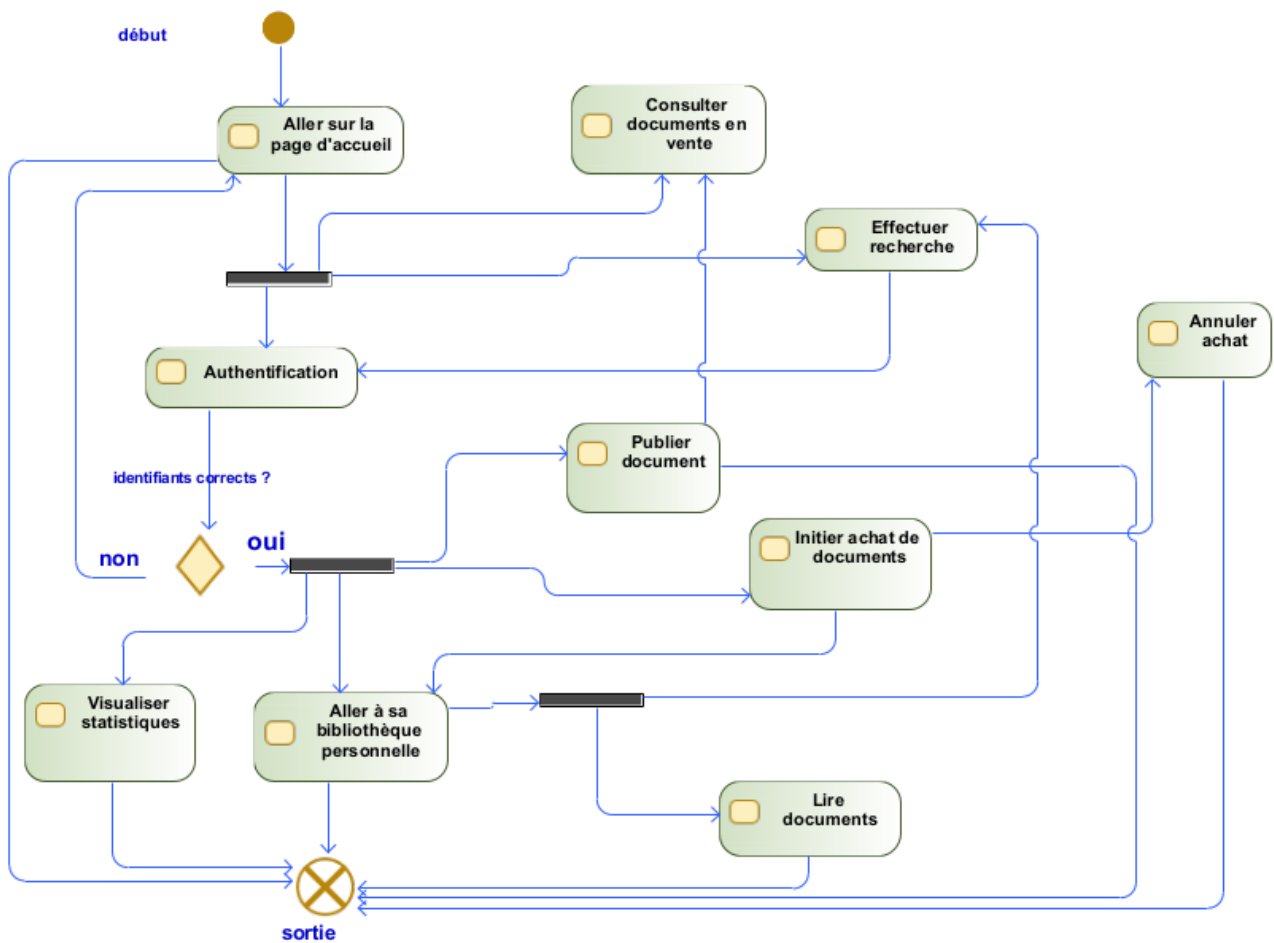 début
Aller sur la
page d'accueil
Consulter
documents en
vente
Effectuer
recherche
Annuler
achat
Authentification
Publier
document
identifiants corrects ?
Initier achat de
documents
non
oui
Visualiser
statistiques
Aller à sa
bibliothèque
personnelle
Lire
documents
sortie